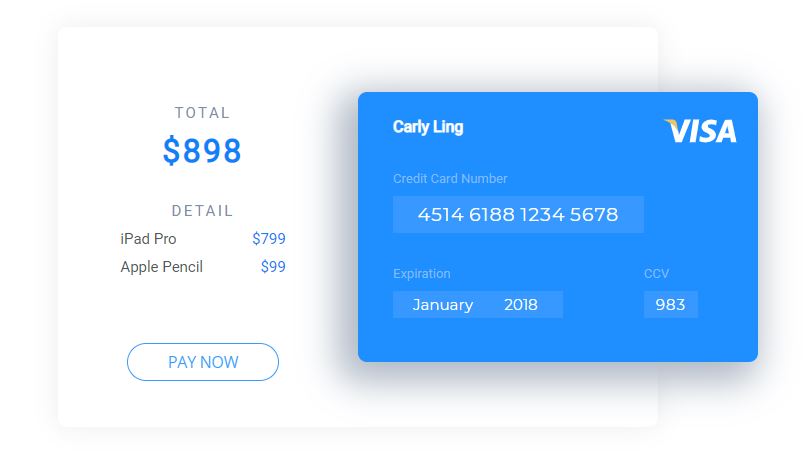 TOTAL
$898
DETAIL
iPad Pro $799
Apple Pencil $99
PAY NOW
Carly Ling VISA
Credit Card Number
4514 6188 1234 5678
Expiration CCV
January 2018 983